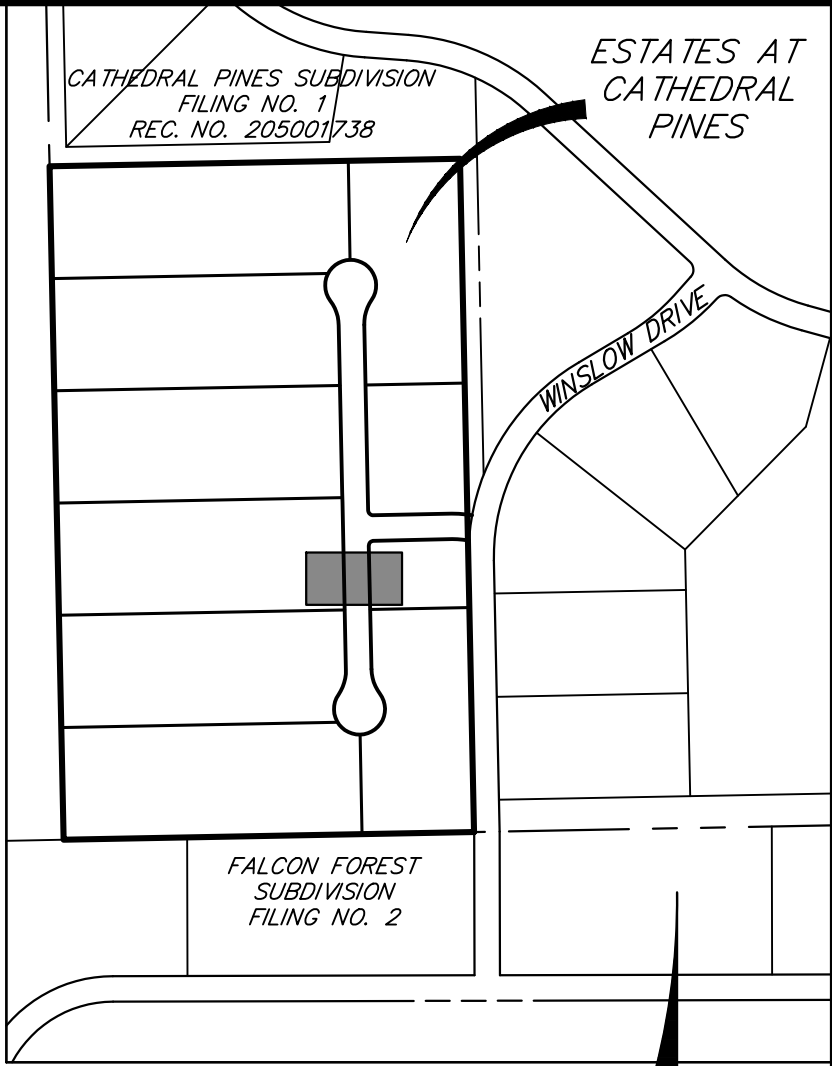 CATHEDRAL PINES SUBDIVISION
FILING NO. 1
REC. NO. 205001738
ESTATES AT
CATHEDRAL
PINES
WINSLOW DRIVE
FALCON FOREST
SUBDIVISION
FILING NO. 2